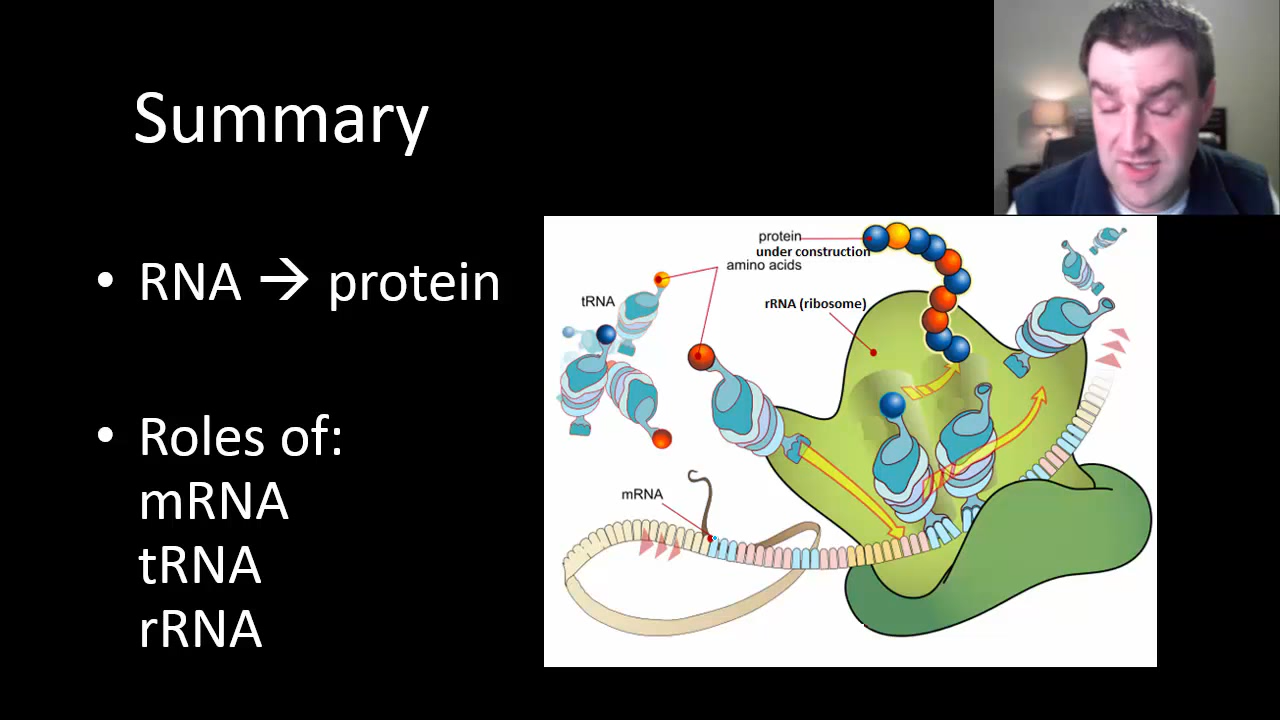 Summary
• RNA → protein
• Roles of:
mRNA
tRNA
rRNA
protein
under construction
amino acids
tRNA
rRNA (ribosome)
mRNA